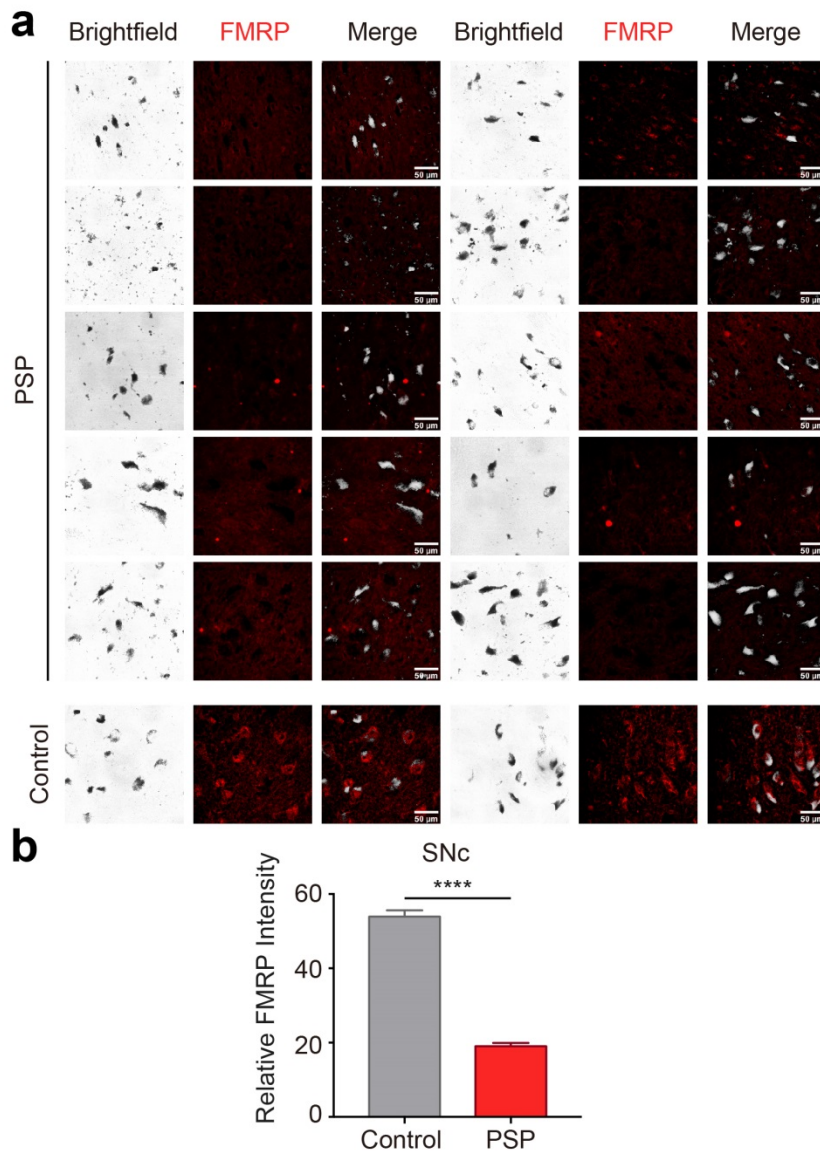 a
Brightfield FMRP Merge Brightfield FMRP Merge
PSP
50 µm 50 µm
50 µm 50 µm
50 µm 50 µm
50 µm 50 µm
50 µm 50 µm
Control
50 µm 50 µm
b
SNc
****
Relative FMRP Intensity
60
40
20
0
Control PSP